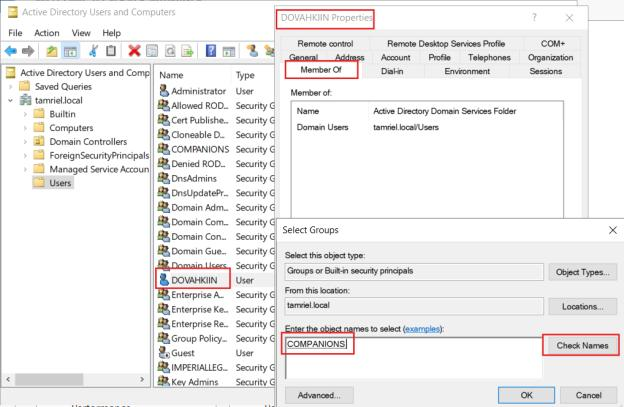 Active Directory Users and Computers
File Action View Help
Active Directory Users and Comp
Saved Queries
tamriel.local
Builtin
Computers
Domain Controllers
ForeignSecurityPrincipals
Managed Service Accoun
Users
Name Type
Administrator User
Allowed ROD... Security G
Cert Publishe... Security G
Cloneable D... Security G
COMPANIONS Security G
Denied ROD... Security G
DnsAdmins Security G
DnsUpdatePr... Security G
Domain Adm... Security G
Domain Com... Security G
Domain Con... Security G
Domain Gue... Security G
Domain Users Security G
DOVAHKIIN User
Enterprise A... Security G
Enterprise Ke... Security G
Enterprise Re... Security G
Group Policy... Security G
Guest User
IMPERIALLEG... Security G
Key Admins Security G
DOVAHKIIN Properties
Remote control Remote Desktop Services Profile COM+
General Address Account Profile Telephones Organization
Member Of Dial-in Environment Sessions
Member of:
Name Active Directory Domain Services Folder
Domain Users tamriel.local/Users
Select Groups
Select this object type:
Groups or Built-in security principals Object Types...
From this location:
tamriel.local Locations...
Enter the object names to select (examples):
COMPANIONS Check Names
Advanced... OK Cancel